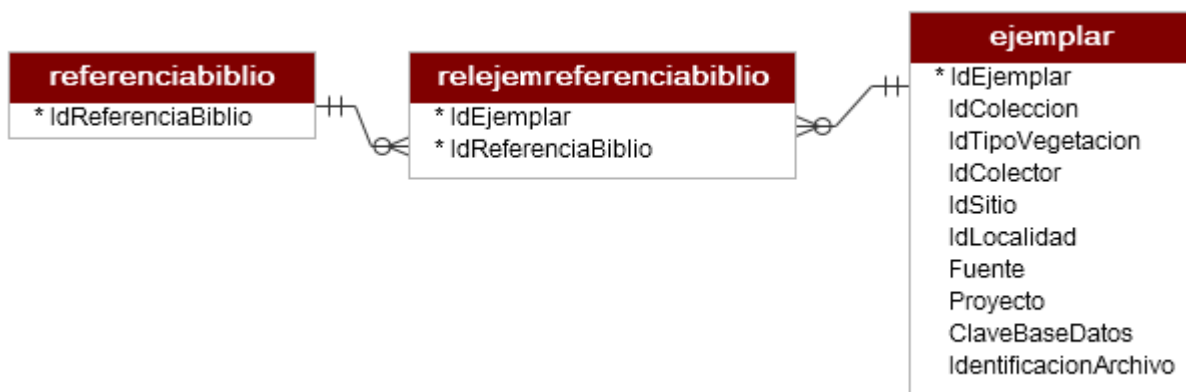 referenciabiblio
* IdReferenciaBiblio
relejemreferenciabiblio
* IdEjemplar
* IdReferenciaBiblio
ejemplar
* IdEjemplar
IdColeccion
IdTipoVegetacion
IdColector
IdSitio
IdLocalidad
Fuente
Proyecto
ClaveBaseDatos
IdentificacionArchivo